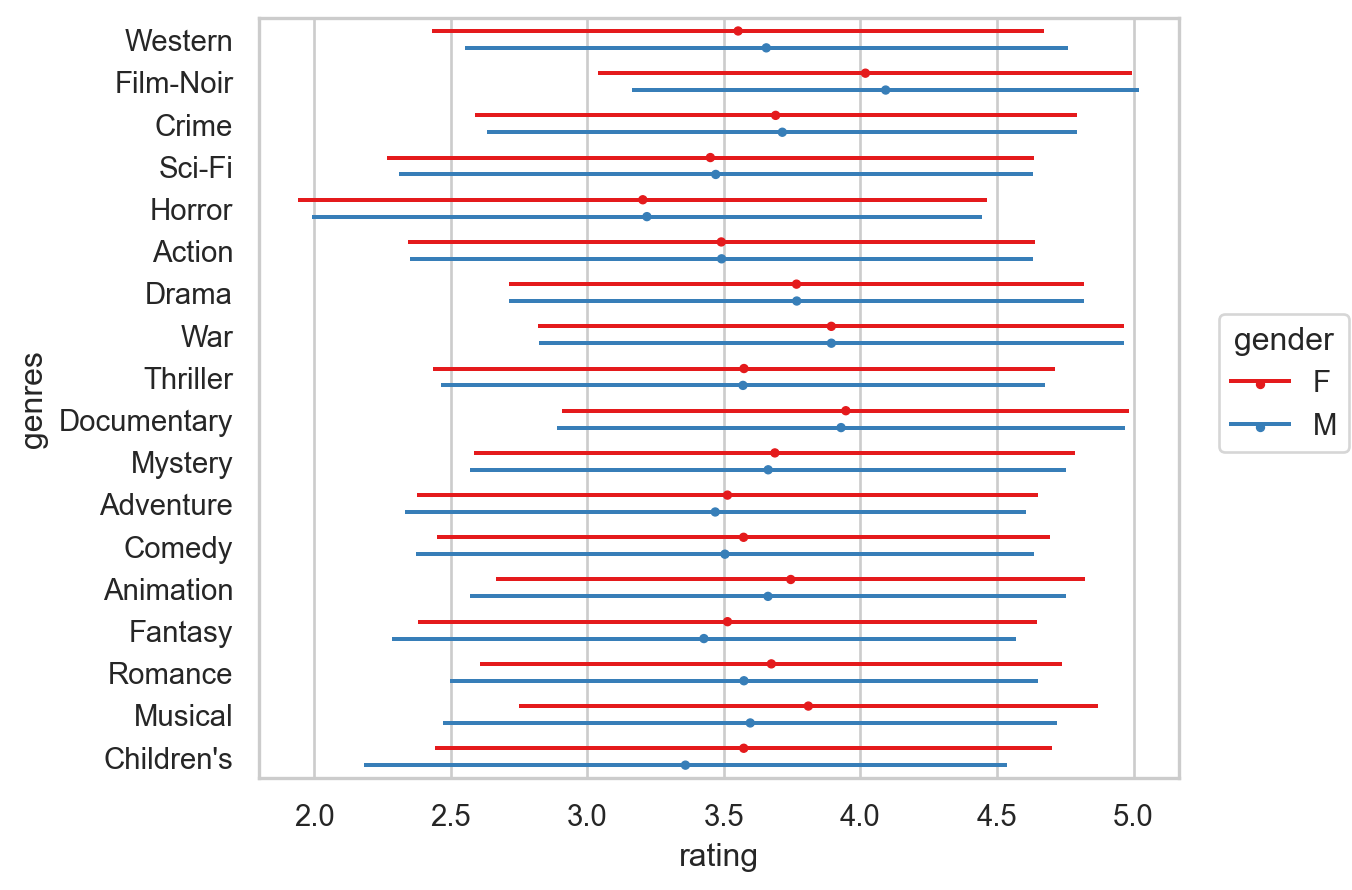 Western
Film-Noir
Crime
Sci-Fi
Horror
Action
Drama
War
Thriller
Documentary
Mystery
Adventure
Comedy
Animation
Fantasy
Romance
Musical
Children's
genres
2.0 2.5 3.0 3.5 4.0 4.5 5.0
rating
gender
F
M